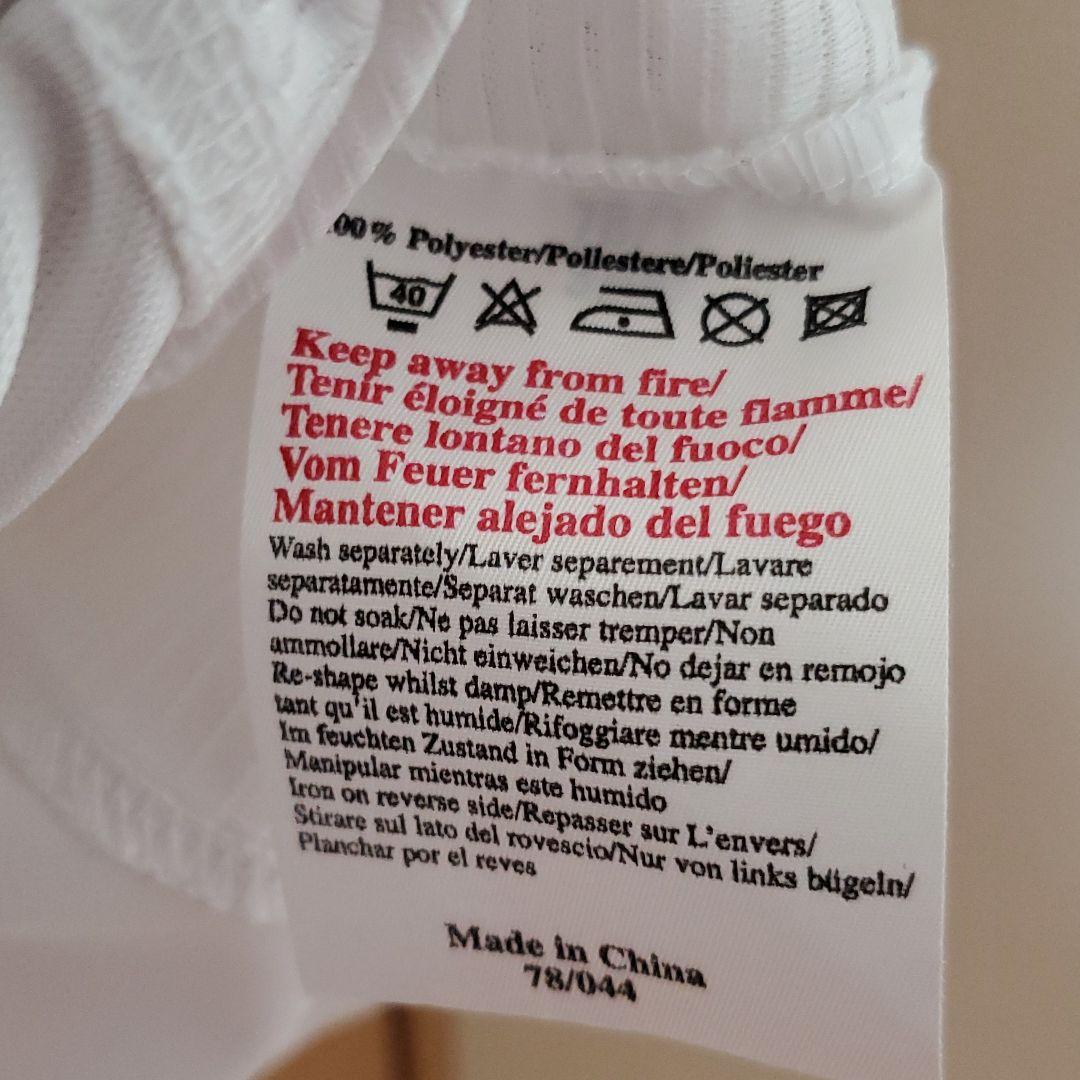 00% Polyester/Poliestere/Poliester
40
Keep away from fire/
Tenir éloigné de toute flamme/
Tenere lontano del fuoco/
Vom Feuer fernhalten/
Mantener alejado del fuego
Wash separately/Laver separement/Lavare
separatamente/Separat waschen/Lavar separado
Do not soak/Ne pas laisser tremper/Non
ammollare/Nicht einweichen/No dejar en remojo
Re-shape whilst damp/Remettre en forme
tant qu'il est humide/Rifoggiare mentre umido/
Im feuchten Zustand in Form ziehen/
Manipular mientras este humido
Iron on reverse side/Repasser sur L'envers/
Stirare sul lato del rovescio/Nur von links bügeln/
Planchar por el reves
Made in China
78/044